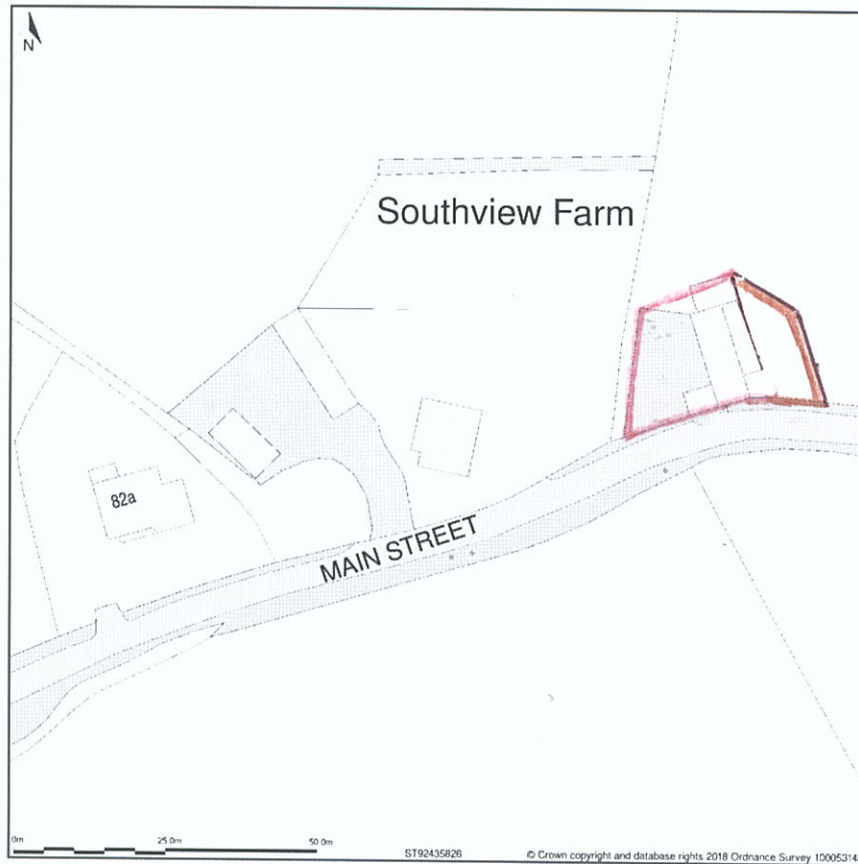 N
Southview Farm
82a
MAIN STREET
0m
25.0m
50.0m
ST92435826
© Crown copyright and database rights 2018 Ordnance Survey 10005314